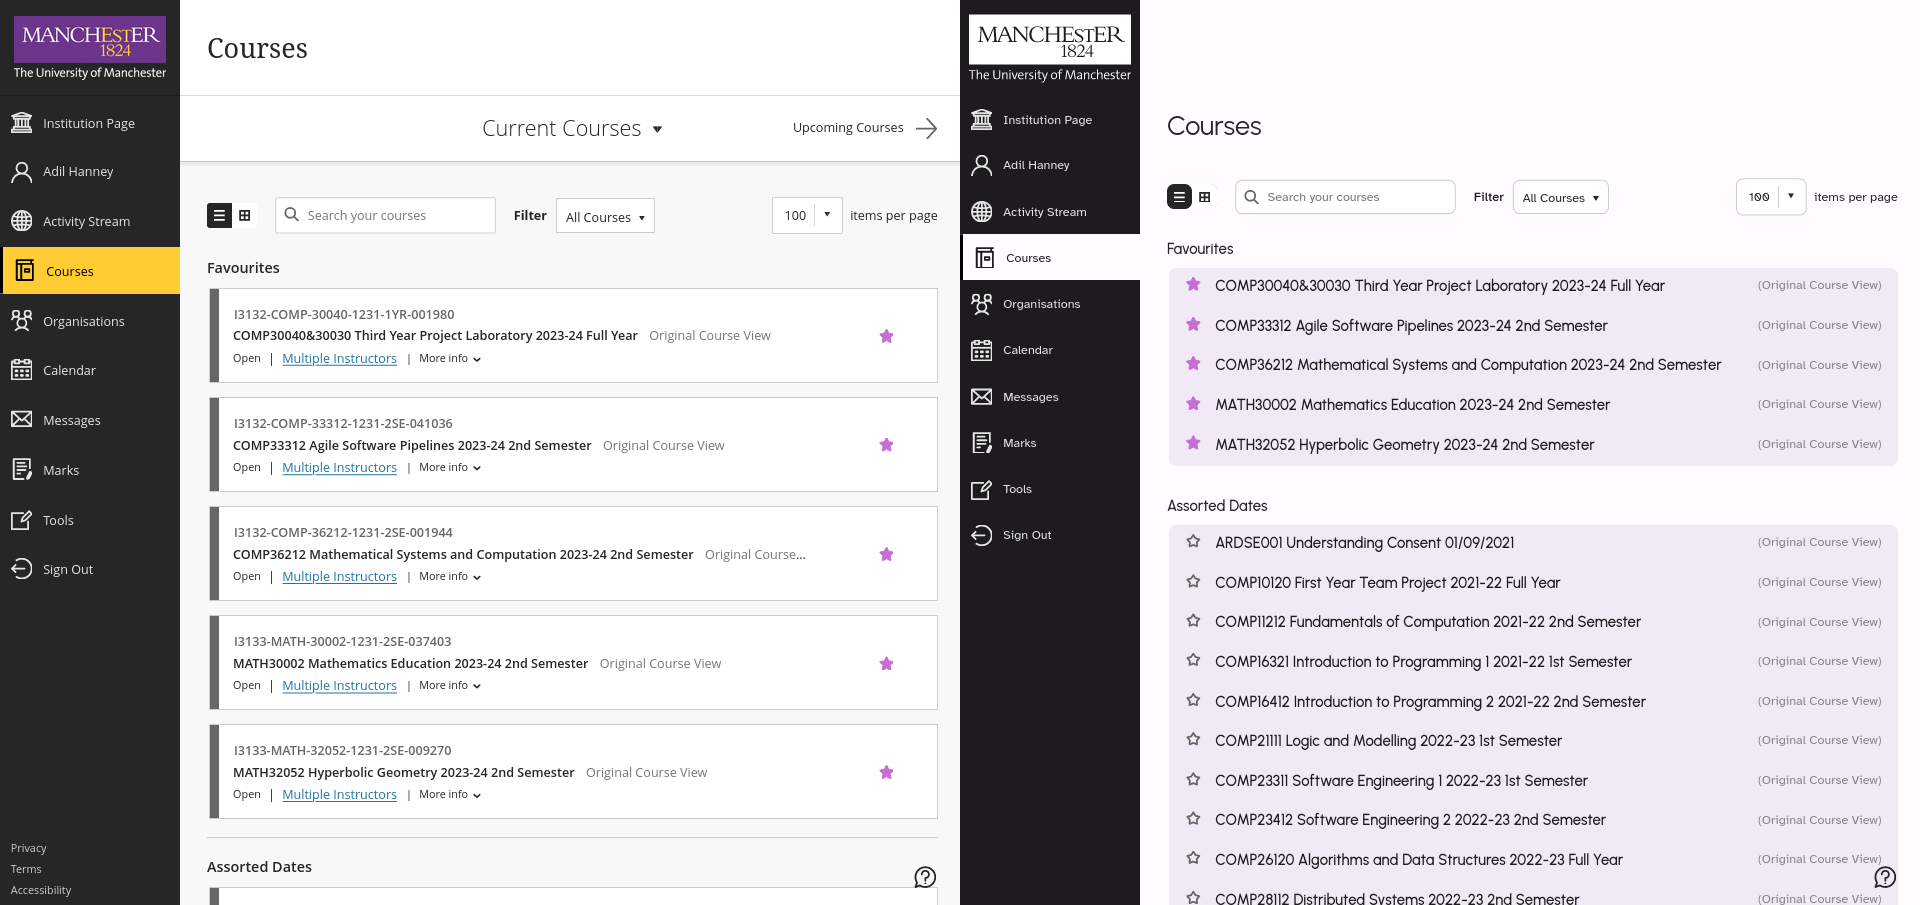 MANCHESTER
1824
The University of Manchester
Institution Page
Adil Hanney
Activity Stream
Courses
Organisations
Calendar
Messages
Marks
Tools
Sign Out
Privacy
Terms
Accessibility
Courses
Current Courses
Upcoming Courses
Search your courses
Filter
All Courses
100
items per page
Favourites
I3132-COMP-30040-1231-1YR-001980
COMP30040&30030 Third Year Project Laboratory 2023-24 Full Year Original Course View
Open | Multiple Instructors | More info
I3132-COMP-33312-1231-2SE-041036
COMP33312 Agile Software Pipelines 2023-24 2nd Semester Original Course View
Open | Multiple Instructors | More info
I3132-COMP-36212-1231-2SE-001944
COMP36212 Mathematical Systems and Computation 2023-24 2nd Semester Original Course...
Open | Multiple Instructors | More info
I3133-MATH-30002-1231-2SE-037403
MATH30002 Mathematics Education 2023-24 2nd Semester Original Course View
Open | Multiple Instructors | More info
I3133-MATH-32052-1231-2SE-009270
MATH32052 Hyperbolic Geometry 2023-24 2nd Semester Original Course View
Open | Multiple Instructors | More info
Assorted Dates
MANCHESTER
1824
The University of Manchester
Institution Page
Adil Hanney
Activity Stream
Courses
Organisations
Calendar
Messages
Marks
Tools
Sign Out
Courses
Search your courses
Filter
All Courses
100
items per page
Favourites
COMP30040&30030 Third Year Project Laboratory 2023-24 Full Year (Original Course View)
COMP33312 Agile Software Pipelines 2023-24 2nd Semester (Original Course View)
COMP36212 Mathematical Systems and Computation 2023-24 2nd Semester (Original Course View)
MATH30002 Mathematics Education 2023-24 2nd Semester (Original Course View)
MATH32052 Hyperbolic Geometry 2023-24 2nd Semester (Original Course View)
Assorted Dates
ARDSE001 Understanding Consent 01/09/2021 (Original Course View)
COMP10120 First Year Team Project 2021-22 Full Year (Original Course View)
COMP11212 Fundamentals of Computation 2021-22 2nd Semester (Original Course View)
COMP16321 Introduction to Programming 1 2021-22 1st Semester (Original Course View)
COMP16412 Introduction to Programming 2 2021-22 2nd Semester (Original Course View)
COMP21111 Logic and Modelling 2022-23 1st Semester (Original Course View)
COMP23311 Software Engineering 1 2022-23 1st Semester (Original Course View)
COMP23412 Software Engineering 2 2022-23 2nd Semester (Original Course View)
COMP26120 Algorithms and Data Structures 2022-23 Full Year (Original Course View)
COMP28112 Distributed Systems 2022-23 2nd Semester (Original Course View)